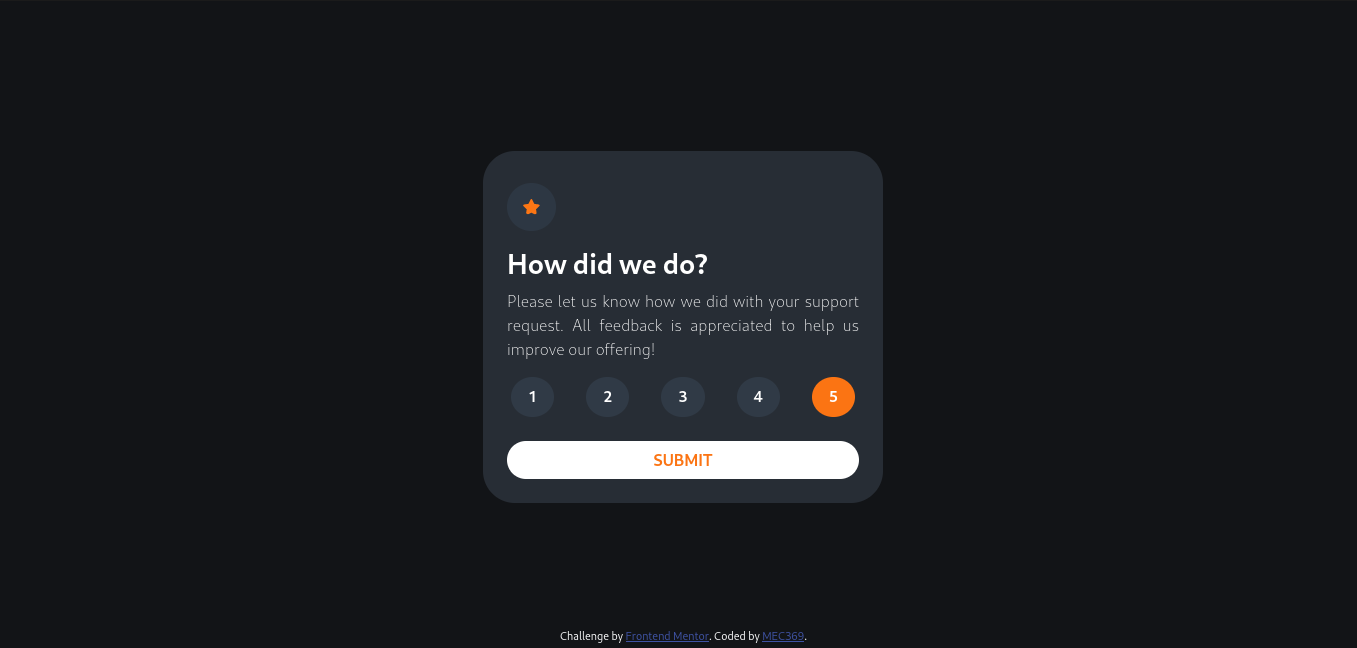 How did we do?
Please let us know how we did with your support
request. All feedback is appreciated to help us
improve our offering!
1 2 3 4 5
SUBMIT
Challenge by Frontend Mentor. Coded by MEC369.